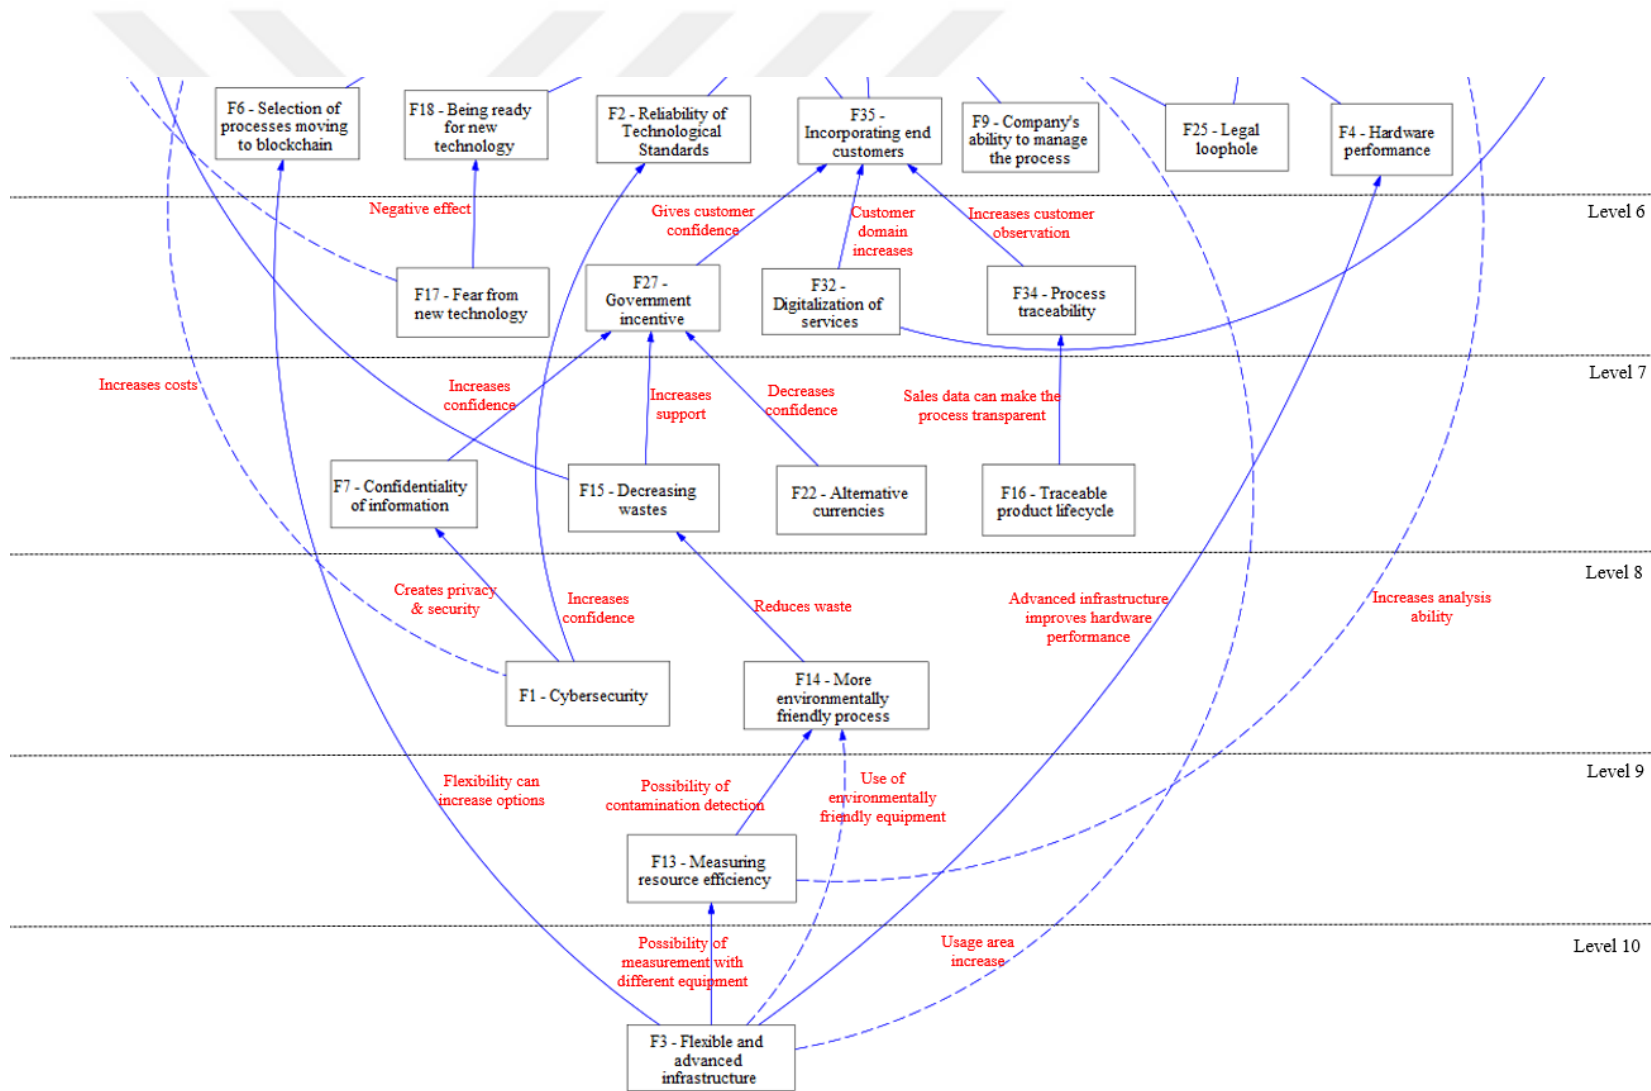 F6 - Selection of
processes moving
to blockchain
F18 - Being ready
for new
technology
F2 - Reliability of
Technological
Standards
F35 -
Incorporating end
customers
F9 - Company's
ability to manage
the process
F25 - Legal
loophole
F4 - Hardware
performance
Level 6
Negative effect
Gives customer
confidence
Customer
domain
increases
Increases customer
observation
F17 - Fear from
new technology
F27 -
Government
incentive
F32 -
Digitalization of
services
F34 - Process
traceability
Level 7
Increases costs
Increases
confidence
Increases
support
Decreases
confidence
Sales data can make the
process transparent
F7 - Confidentiality
of information
F15 - Decreasing
wastes
F22 - Alternative
currencies
F16 - Traceable
product lifecycle
Level 8
Creates privacy
& security
Increases
confidence
Reduces waste
Advanced infrastructure
improves hardware
performance
Increases analysis
ability
F1 - Cybersecurity
F14 - More
environmentally
friendly process
Level 9
Flexibility can
increase options
Possibility of
contamination detection
Use of
environmentally
friendly equipment
F13 - Measuring
resource efficiency
Level 10
Possibility of
measurement with
different equipment
Usage area
increase
F3 - Flexible and
advanced
infrastructure